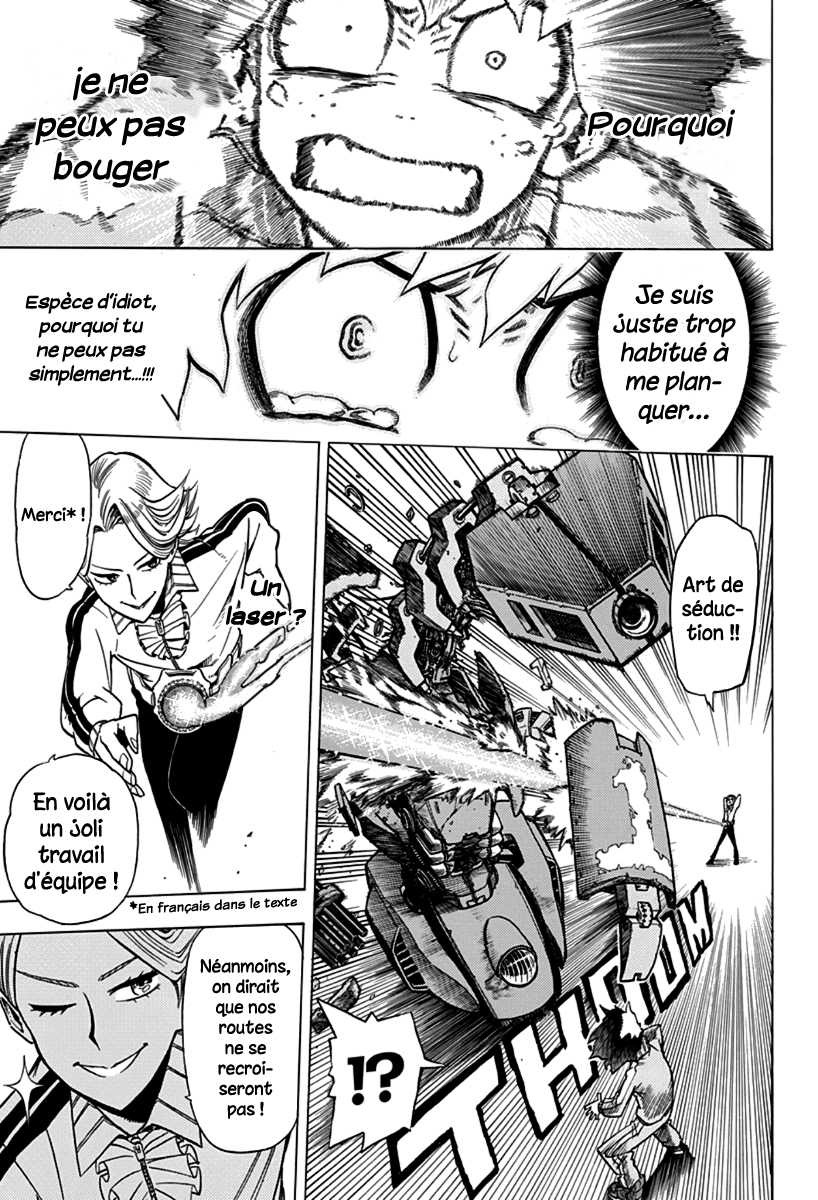 Pourquoi
je ne
peux pas
bouger
Je suis
juste trop
habitué à
me plan-
quer...
Espèce d'idiot,
pourquoi tu
ne peux pas
simplement...!!!
Art de
séduc-
tion !!
1
THOOUM
!?
Un
laser ?
Merci* !
En voilà
un joli
travail
d'équipe !
*En français dans le texte
Néanmoins,
on dirait
que nos
routes
ne se
recroi-
seront
pas !